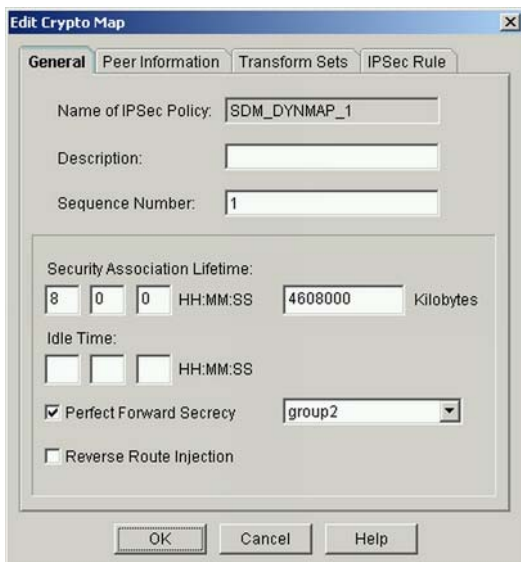 Edit Crypto Map
General Peer Information Transform Sets IPSec Rule
Name of IPSec Policy: SDM_DYNMAP_1
Description:
Sequence Number: 1
Security Association Lifetime:
8 0 0 HH:MM:SS 4608000 Kilobytes
Idle Time:
HH:MM:SS
Perfect Forward Secrecy group2
Reverse Route Injection
OK Cancel Help